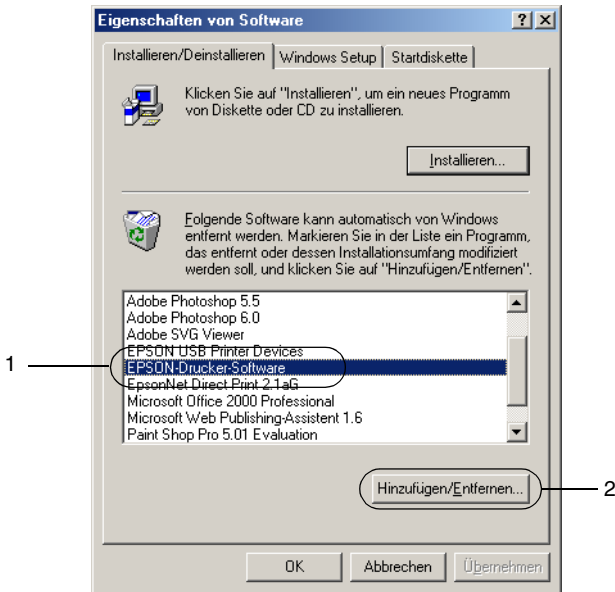 Eigenschaften von Software
Installieren/Deinstallieren
Windows Setup
Startdiskette
Klicken Sie auf "Installieren", um ein neues Programm
von Diskette oder CD zu installieren.
Installieren...
Folgende Software kann automatisch von Windows
entfernt werden. Markieren Sie in der Liste ein Programm,
das entfernt oder dessen Installationsumfang modifiziert
werden soll, und klicken Sie auf "Hinzufügen/Entfernen".
Adobe Photoshop 5.5
Adobe Photoshop 6.0
Adobe SVG Viewer
EPSON USB Printer Devices
1
EPSON-Drucker-Software
EpsonNet Direct Print 2.1aG
Microsoft Office 2000 Professional
Microsoft Web Publishing-Assistent 1.6
Paint Shop Pro 5.01 Evaluation
Hinzufügen/Entfernen...
2
OK
Abbrechen
Übernehmen